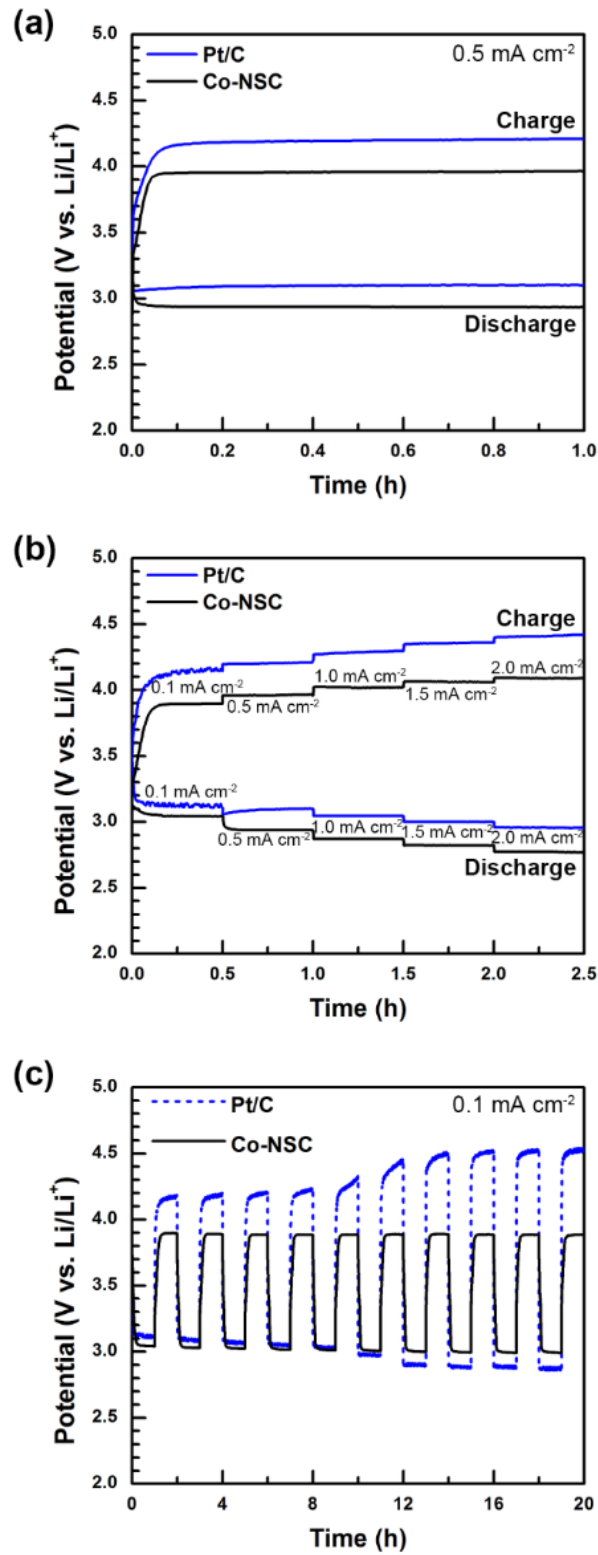 (a)
Pt/C
Co-NSC
0.5 mA cm⁻²
Charge
Discharge
5.0
4.5
4.0
3.5
3.0
2.5
2.0
Potential (V vs. Li/Li⁺)
0.0 0.2 0.4 0.6 0.8 1.0
Time (h)
(b)
Pt/C
Co-NSC
Charge
0.1 mA cm⁻²
0.5 mA cm⁻²
1.0 mA cm⁻²
1.5 mA cm⁻²
2.0 mA cm⁻²
0.1 mA cm⁻²
0.5 mA cm⁻²
1.0 mA cm⁻²
1.5 mA cm⁻²
2.0 mA cm⁻²
Discharge
5.0
4.5
4.0
3.5
3.0
2.5
2.0
Potential (V vs. Li/Li⁺)
0.0 0.5 1.0 1.5 2.0 2.5
Time (h)
(c)
Pt/C
Co-NSC
0.1 mA cm⁻²
5.0
4.5
4.0
3.5
3.0
2.5
2.0
Potential (V vs. Li/Li⁺)
0 4 8 12 16 20
Time (h)